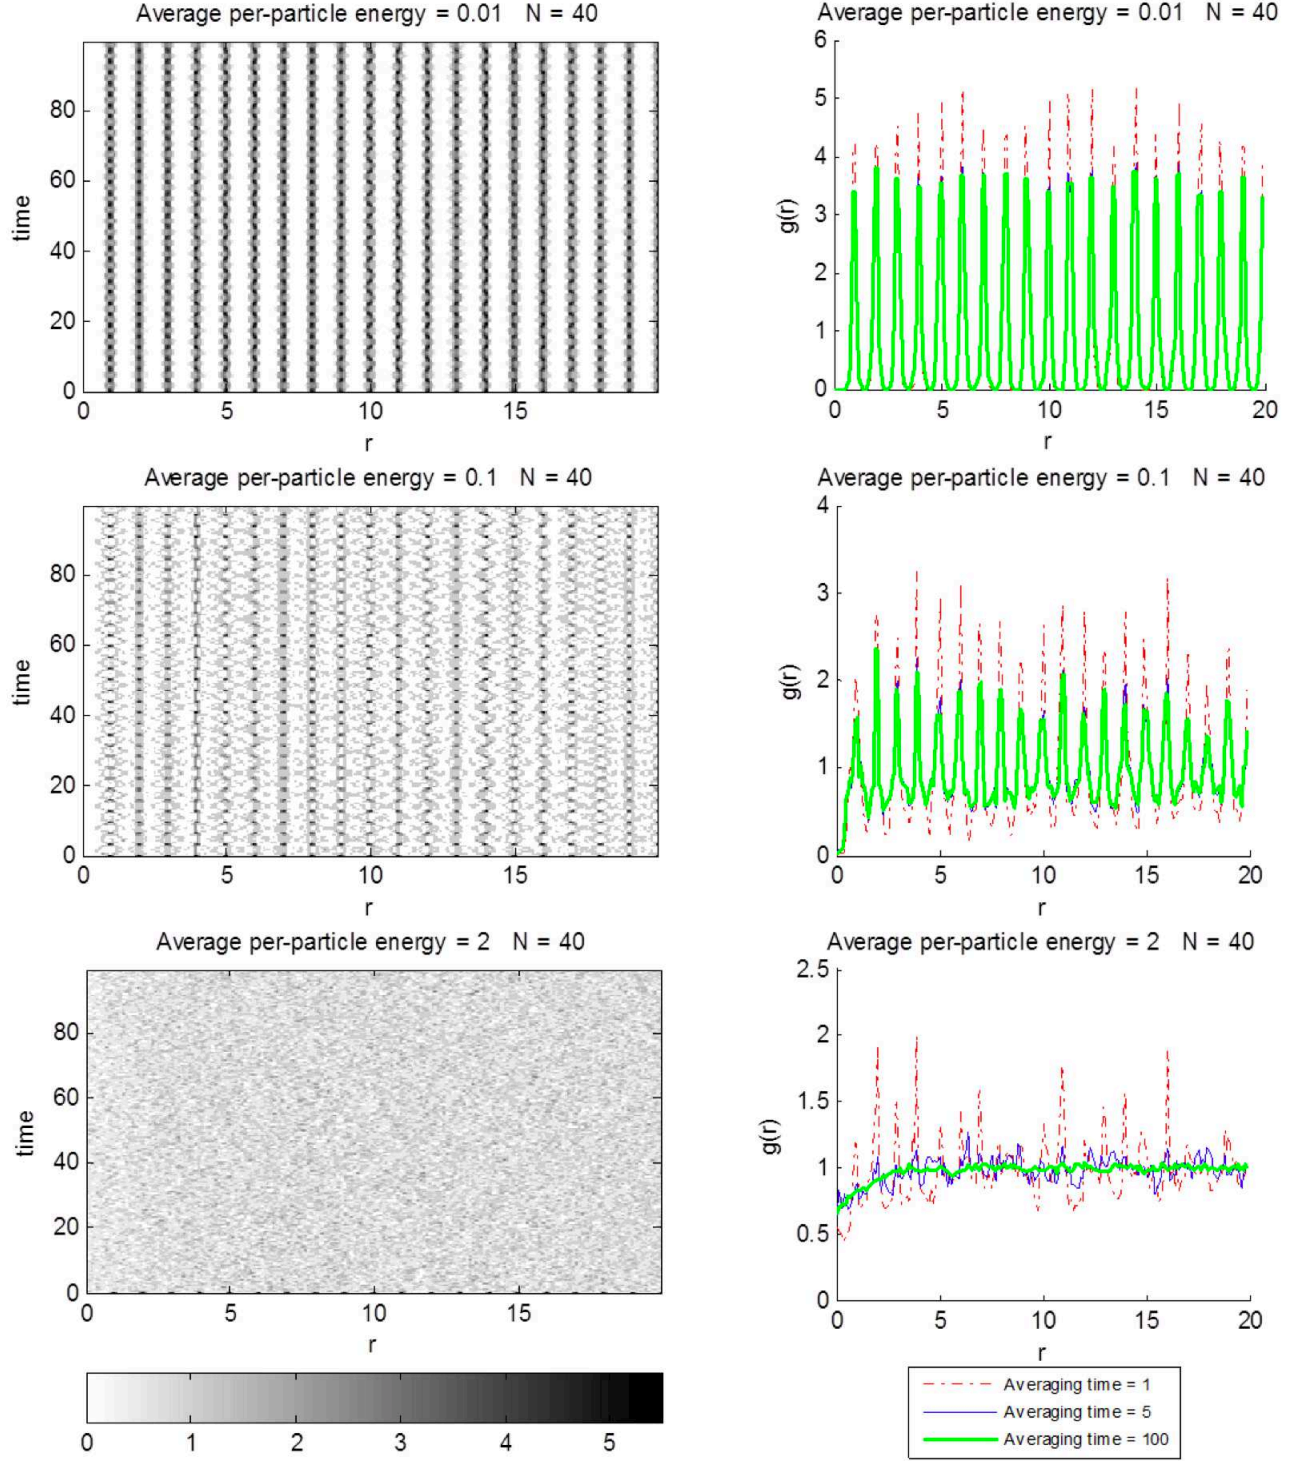 Average per-particle energy = 0.01 N = 40
80
60
40
20
0
time
0 5 10 15
r
Average per-particle energy = 0.01 N = 40
6
5
4
3
2
1
0
g(r)
0 5 10 15 20
r
Average per-particle energy = 0.1 N = 40
80
60
40
20
0
time
0 5 10 15
r
Average per-particle energy = 0.1 N = 40
4
3
2
1
0
g(r)
0 5 10 15 20
r
Average per-particle energy = 2 N = 40
80
60
40
20
0
time
0 5 10 15
r
Average per-particle energy = 2 N = 40
2.5
2
1.5
1
0.5
0
g(r)
0 5 10 15 20
r
0 1 2 3 4 5
Averaging time = 1
Averaging time = 5
Averaging time = 100